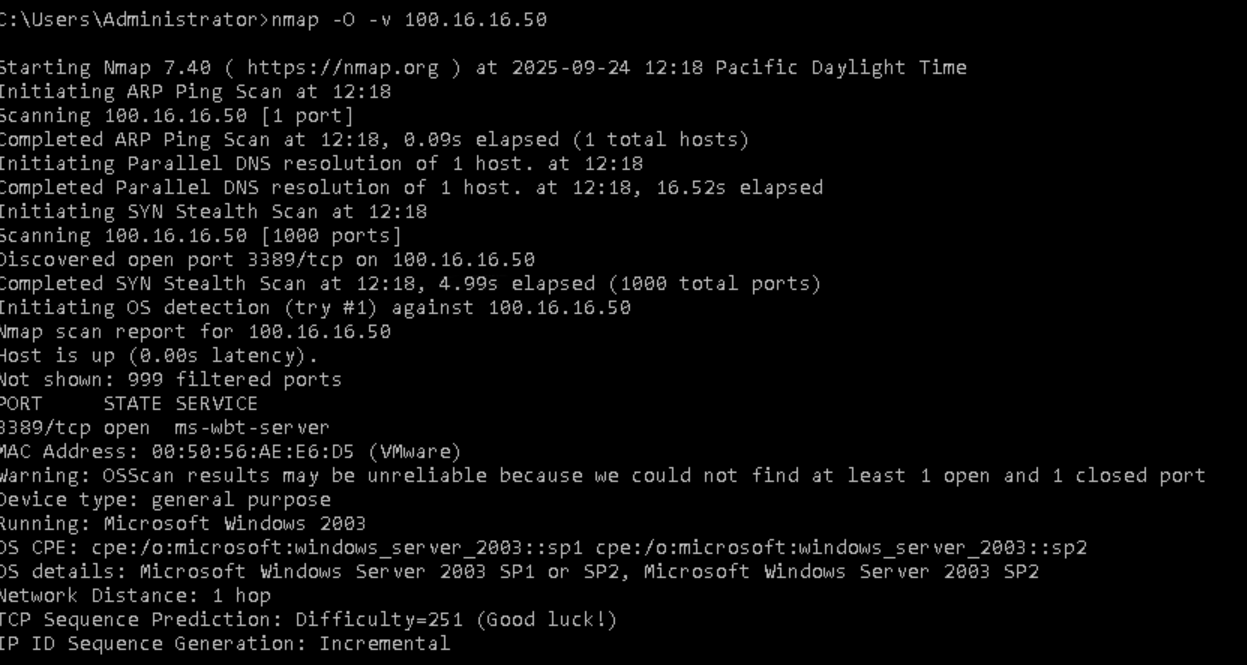 C:\Users\Administrator>nmap -O -v 100.16.16.50
Starting Nmap 7.40 ( https://nmap.org ) at 2025-09-24 12:18 Pacific Daylight Time
Initiating ARP Ping Scan at 12:18
Scanning 100.16.16.50 [1 port]
Completed ARP Ping Scan at 12:18, 0.09s elapsed (1 total hosts)
Initiating Parallel DNS resolution of 1 host. at 12:18
Completed Parallel DNS resolution of 1 host. at 12:18, 16.52s elapsed
Initiating SYN Stealth Scan at 12:18
Scanning 100.16.16.50 [1000 ports]
Discovered open port 3389/tcp on 100.16.16.50
Completed SYN Stealth Scan at 12:18, 4.99s elapsed (1000 total ports)
Initiating OS detection (try #1) against 100.16.16.50
Nmap scan report for 100.16.16.50
Host is up (0.00s latency).
Not shown: 999 filtered ports
PORT     STATE SERVICE
3389/tcp open  ms-wbt-server
MAC Address: 00:50:56:AE:E6:D5 (VMware)
Warning: OSScan results may be unreliable because we could not find at least 1 open and 1 closed port
Device type: general purpose
Running: Microsoft Windows 2003
OS CPE: cpe:/o:microsoft:windows_server_2003::sp1 cpe:/o:microsoft:windows_server_2003::sp2
OS details: Microsoft Windows Server 2003 SP1 or SP2, Microsoft Windows Server 2003 SP2
Network Distance: 1 hop
TCP Sequence Prediction: Difficulty=251 (Good luck!)
IP ID Sequence Generation: Incremental